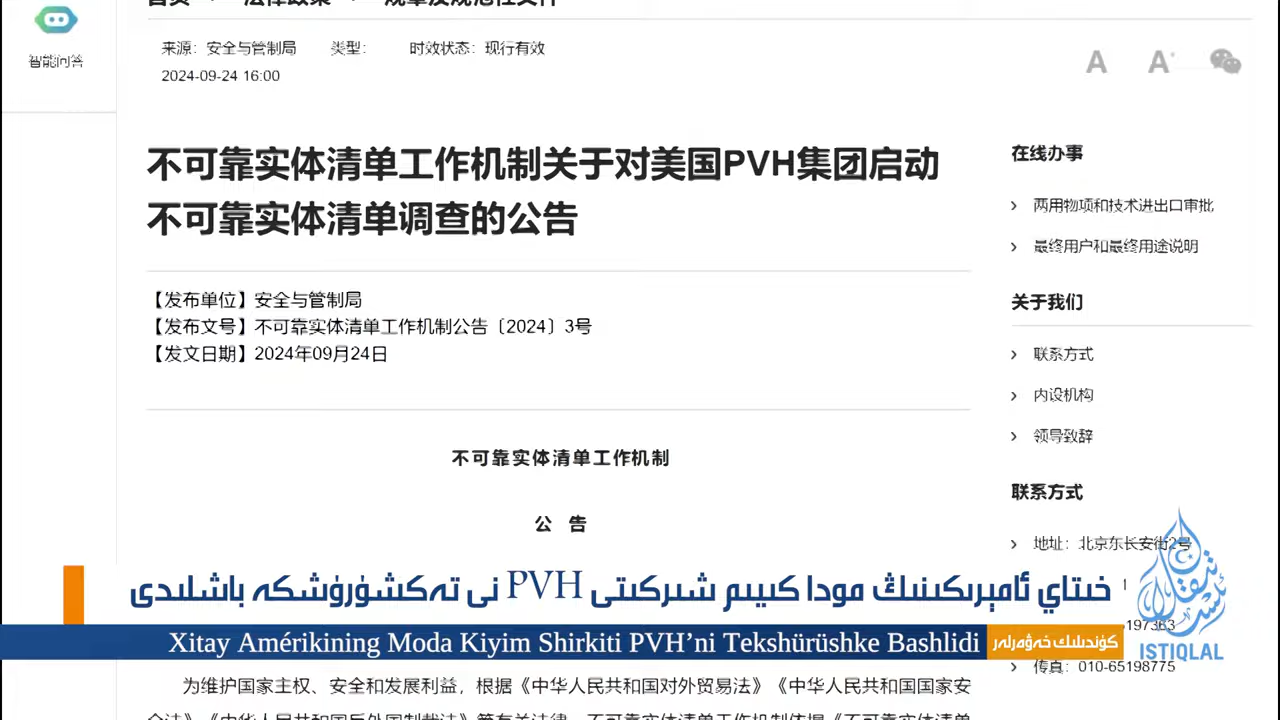 智能问答
来源：安全与管制局 类型： 时效状态：现行有效
2024-09-24 16:00
A A+
不可靠实体清单工作机制关于对美国PVH集团启动
不可靠实体清单调查的公告
【发布单位】安全与管制局
【发布文号】不可靠实体清单工作机制公告〔2024〕3号
【发文日期】2024年09月24日
不可靠实体清单工作机制
公 告
在线办事
两用物项和技术进出口审批
最终用户和最终用途说明
关于我们
联系方式
内设机构
领导致辞
联系方式
地址：北京东长安街2号
197363
传真：010-65198775
خىتاي ئامېرىكىنىڭ مودا كىيىم شىركىتى PVH نى تەكشۈرۈشكە باشلىدى
Xitay Amérikining Moda Kiyim Shirkiti PVH’ni Tekshürüshke Bashlidi
كۈندىلىك خەۋەرلەر
ISTIQLAL
为维护国家主权、安全和发展利益，根据《中华人民共和国对外贸易法》《中华人民共和国国家安